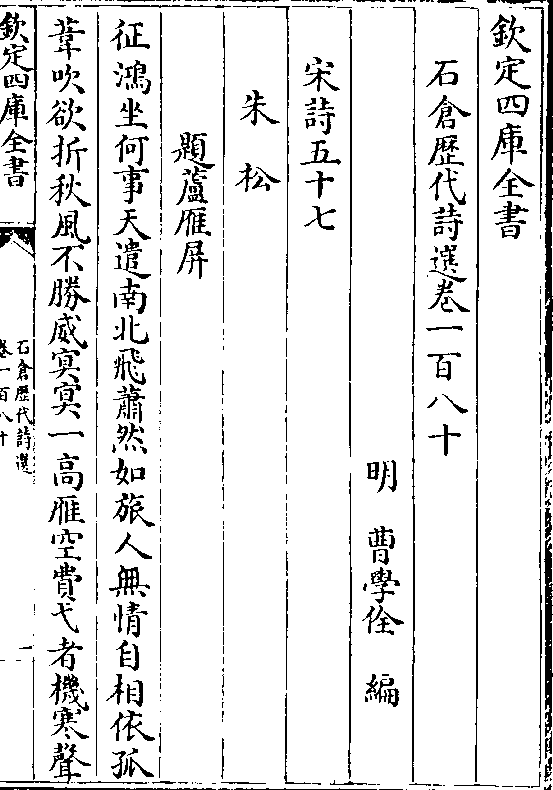 欽定四庫全書
石倉歴代詩選卷一百八十
明　曹學佺　編
宋詩五十七
朱松
題蘆雁屏
征鴻坐何事天遣南北飛蕭然如旅人無情自相依孤
葦吹欲折秋風不勝威冥冥一高雁空費弋者機寒聲
欽定四庫全書
石倉歷代詩選
卷一百八十
一